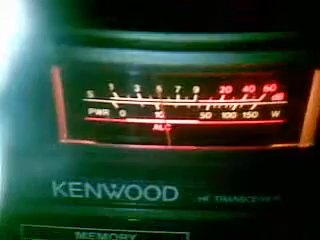 S 1 3 5 7 9 20 40 60 dB
PWR 0 10 50 100 150 W
ALC
KENWOOD HF TRANSCEIVER
MEMORY